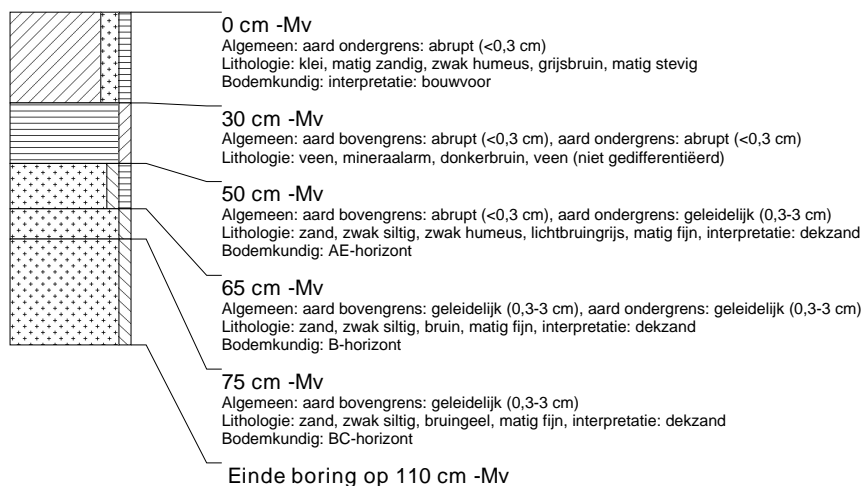 0 cm -Mv
Algemeen: aard ondergrens: abrupt (<0,3 cm)
Lithologie: klei, matig zandig, zwak humeus, grijsbruin, matig stevig
Bodemkundig: interpretatie: bouwvoor
30 cm -Mv
Algemeen: aard bovengrens: abrupt (<0,3 cm), aard ondergrens: abrupt (<0,3 cm)
Lithologie: veen, mineraalarm, donkerbruin, veen (niet gedifferentiëerd)
50 cm -Mv
Algemeen: aard bovengrens: abrupt (<0,3 cm), aard ondergrens: geleidelijk (0,3-3 cm)
Lithologie: zand, zwak siltig, zwak humeus, lichtbruingrijs, matig fijn, interpretatie: dekzand
Bodemkundig: AE-horizont
65 cm -Mv
Algemeen: aard bovengrens: geleidelijk (0,3-3 cm), aard ondergrens: geleidelijk (0,3-3 cm)
Lithologie: zand, zwak siltig, bruin, matig fijn, interpretatie: dekzand
Bodemkundig: B-horizont
75 cm -Mv
Algemeen: aard bovengrens: geleidelijk (0,3-3 cm)
Lithologie: zand, zwak siltig, bruingeel, matig fijn, interpretatie: dekzand
Bodemkundig: BC-horizont
Einde boring op 110 cm -Mv